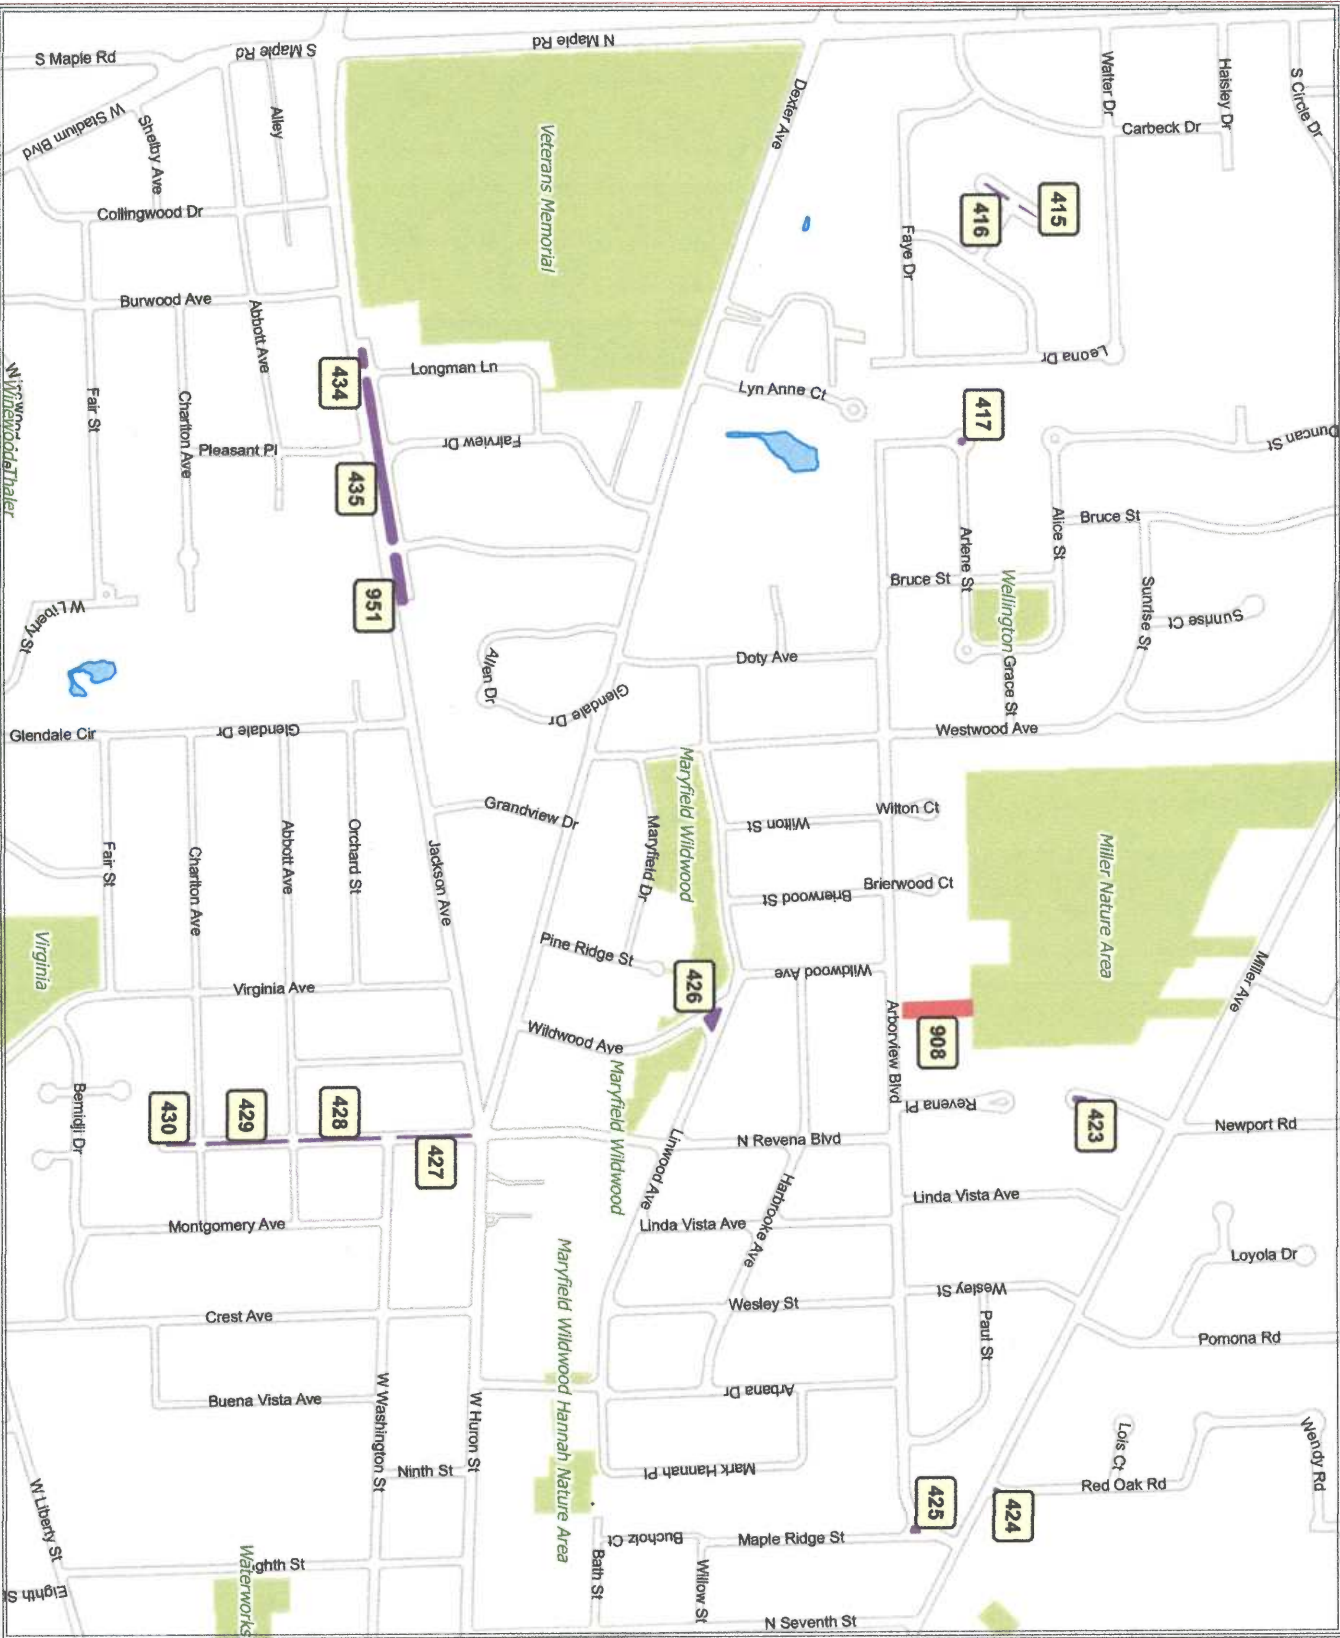 S Maple Rd
S Maple Rd
N Maple Rd
Dexter Ave
Walter Dr
Haisley Dr
S Circle Dr
Carbeck Dr
W Stadium Blvd
Shelby Ave
Alley
Veterans Memorial
Collingwood Dr
415
416
Faye Dr
Burwood Ave
Abbott Ave
Leona Dr
434
Longman Ln
Lyn Anne Ct
417
Fair St
Charlton Ave
Pleasant Pl
Fairview Dr
Duncan St
435
Winewood Thaler
Arlene St
Alice St
Bruce St
Bruce St
951
W Liberty St
Wellington
Sunrise St
Sunrise Ct
Allen Dr
Glendale Dr
Doty Ave
Grace St
Glendale Cir
Glendale Dr
Westwood Ave
Maryfield Wildwood
Grandview Dr
Wilton St
Wilton Ct
Miller Nature Area
Fair St
Charlton Ave
Abbott Ave
Orchard St
Jackson Ave
Maryfield Dr
Brierwood St
Brierwood Ct
Virginia
Pine Ridge St
426
Wildwood Ave
Miller Ave
Virginia Ave
Wildwood Ave
Arborview Blvd
908
Bemidji Dr
430
429
428
427
Maryfield Wildwood
Revena Pl
423
Newport Rd
N Revena Blvd
Linwood Ave
Harbrooke Ave
Linda Vista Ave
Linda Vista Ave
Montgomery Ave
Loyola Dr
Wesley St
Wesley St
Crest Ave
Paul St
Pomona Rd
Maryfield Wildwood Hannah Nature Area
Arbana Dr
Buena Vista Ave
W Washington St
W Huron St
Ninth St
Mark Hannah Pl
Lois Ct
Red Oak Rd
Wendy Rd
W Liberty St
425
424
Bucholz Ct
Maple Ridge St
Waterworks
ghth St
Eighth St
Bath St
Willow St
N Seventh St